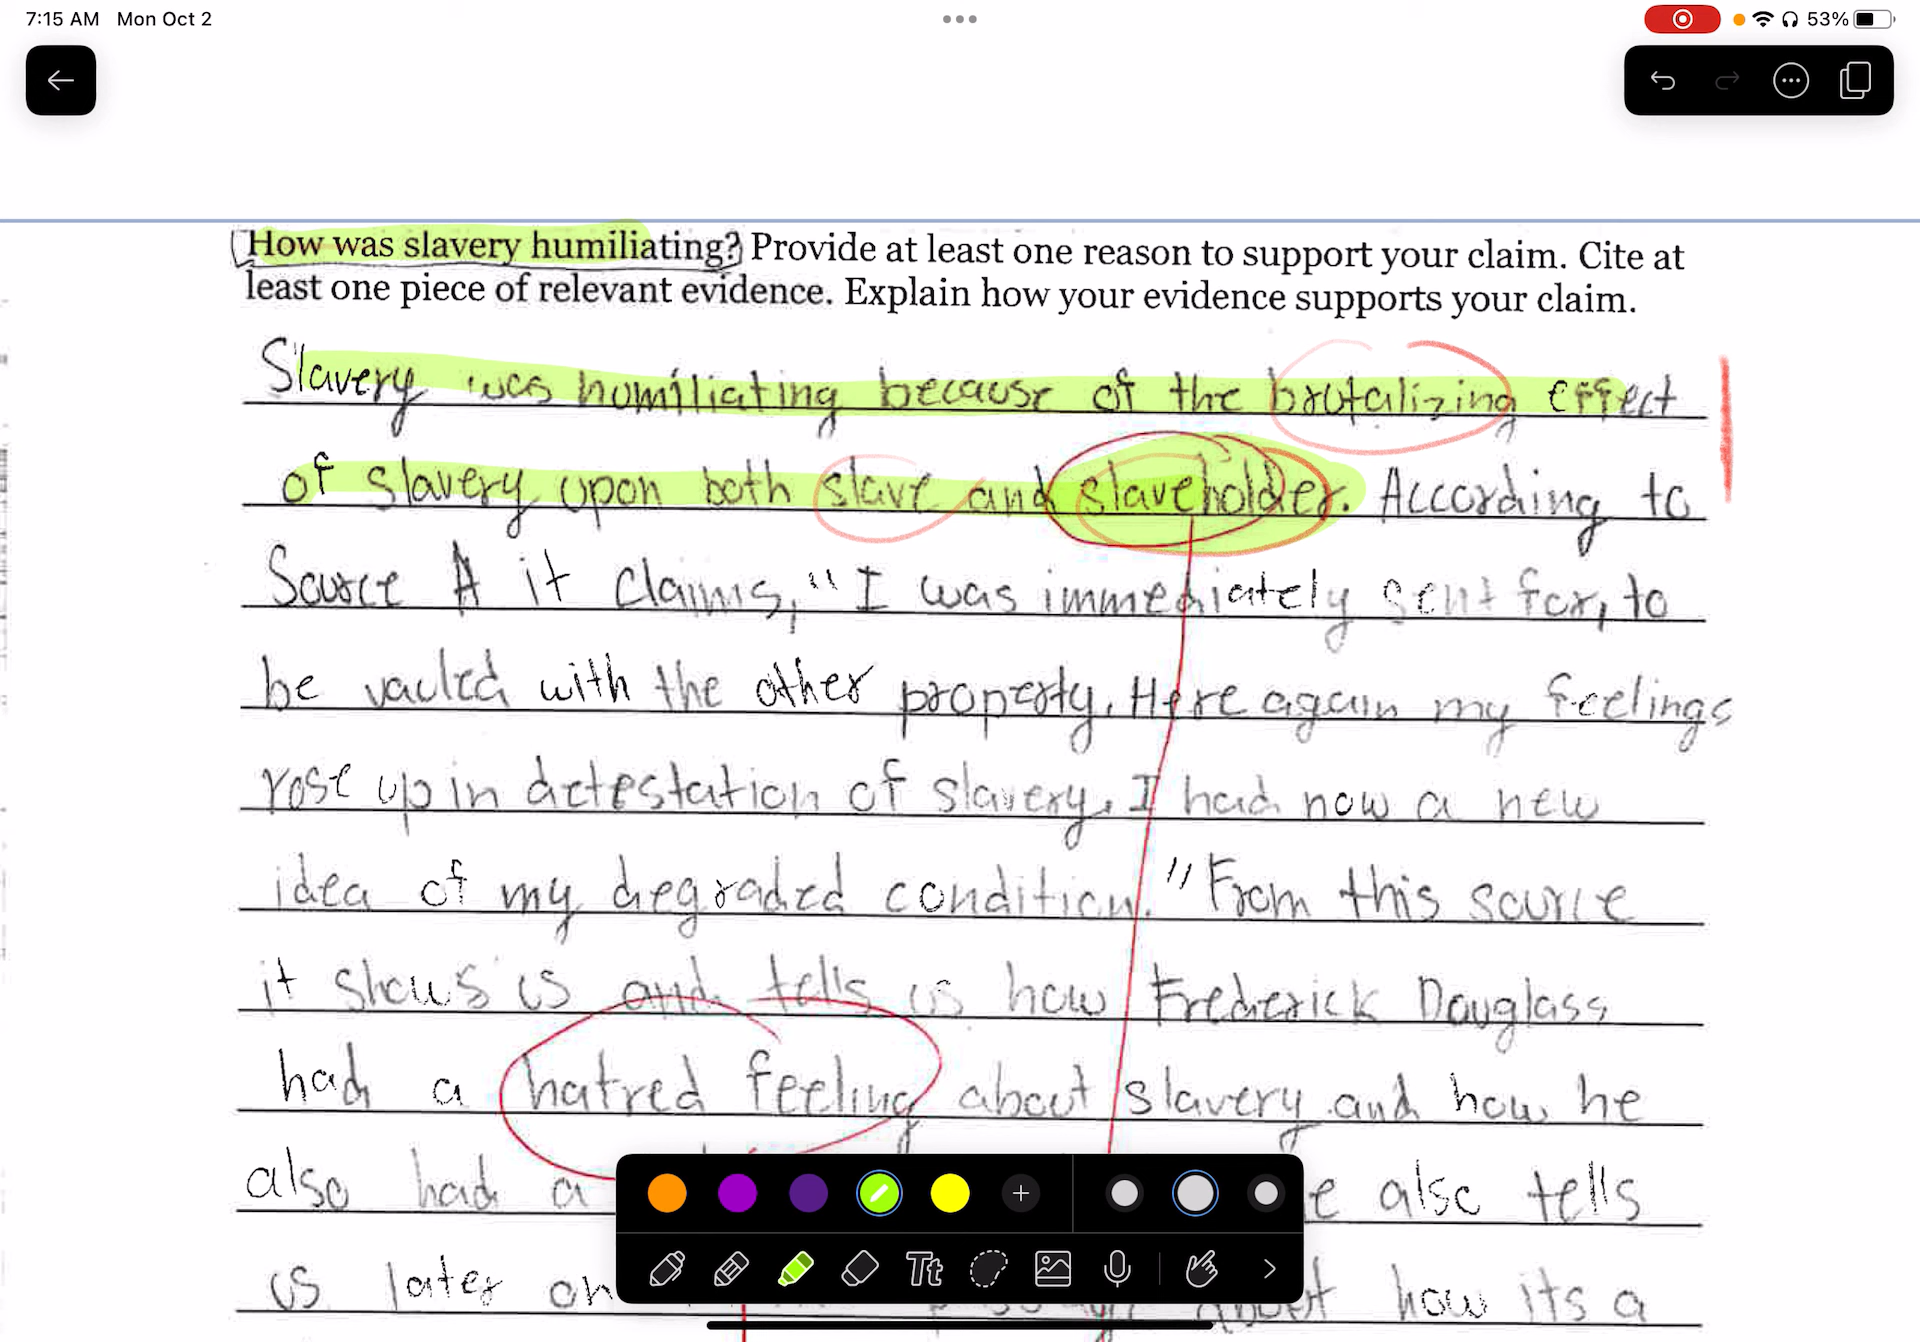 7:15 AM Mon Oct 2
53%
How was slavery humiliating? Provide at least one reason to support your claim. Cite at
least one piece of relevant evidence. Explain how your evidence supports your claim.
Slavery was humiliating because of the brutalizing effect
of slavery upon both slave and slaveholder. According to
Source A it claims, "I was immediately sent for, to
be vauled with the other property. Here again my feelings
rose up in detestation of slavery. I had now a new
idea of my degraded condition." From this source
it shows us and tells us how Frederick Douglass
had a hatred feeling about slavery and how he
also had a e also tells
Tt
us later on about how its a